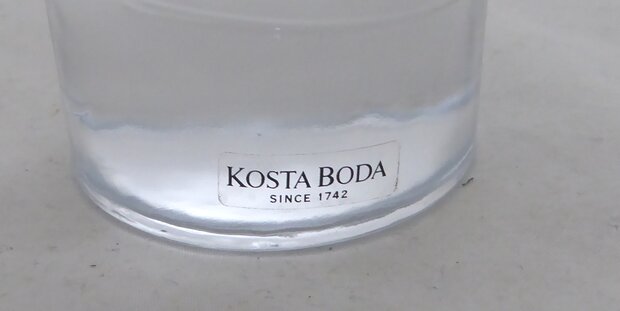 KOSTA BODA
SINCE 1742